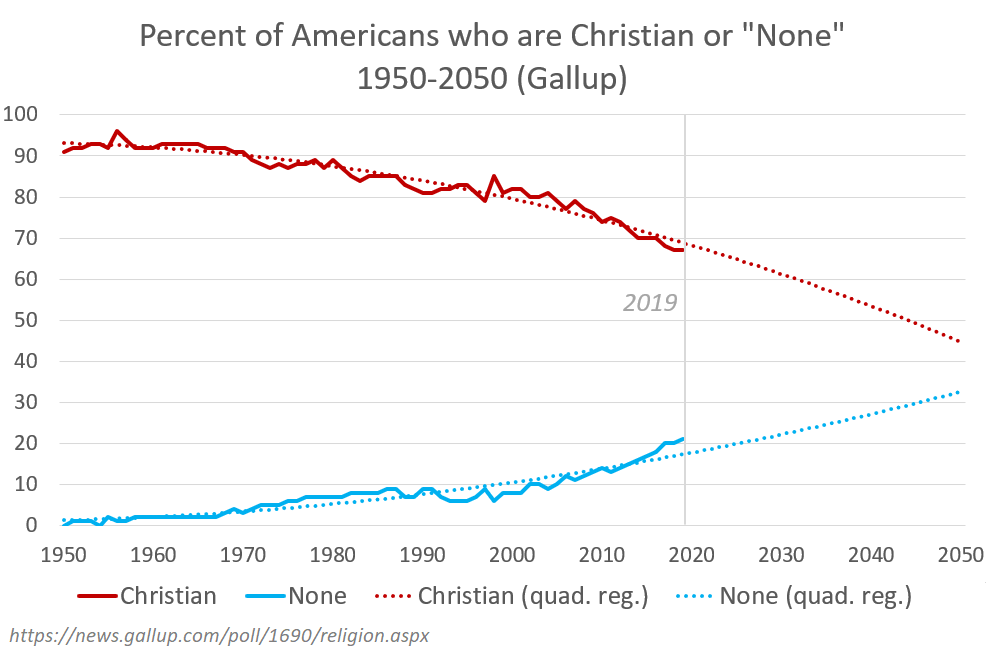 Percent of Americans who are Christian or "None"
1950-2050 (Gallup)
100
90
80
70
60
2019
50
40
30
20
10
0
1950 1960 1970 1980 1990 2000 2010 2020 2030 2040 2050
Christian None Christian (quad. reg.) None (quad. reg.)
https://news.gallup.com/poll/1690/religion.aspx